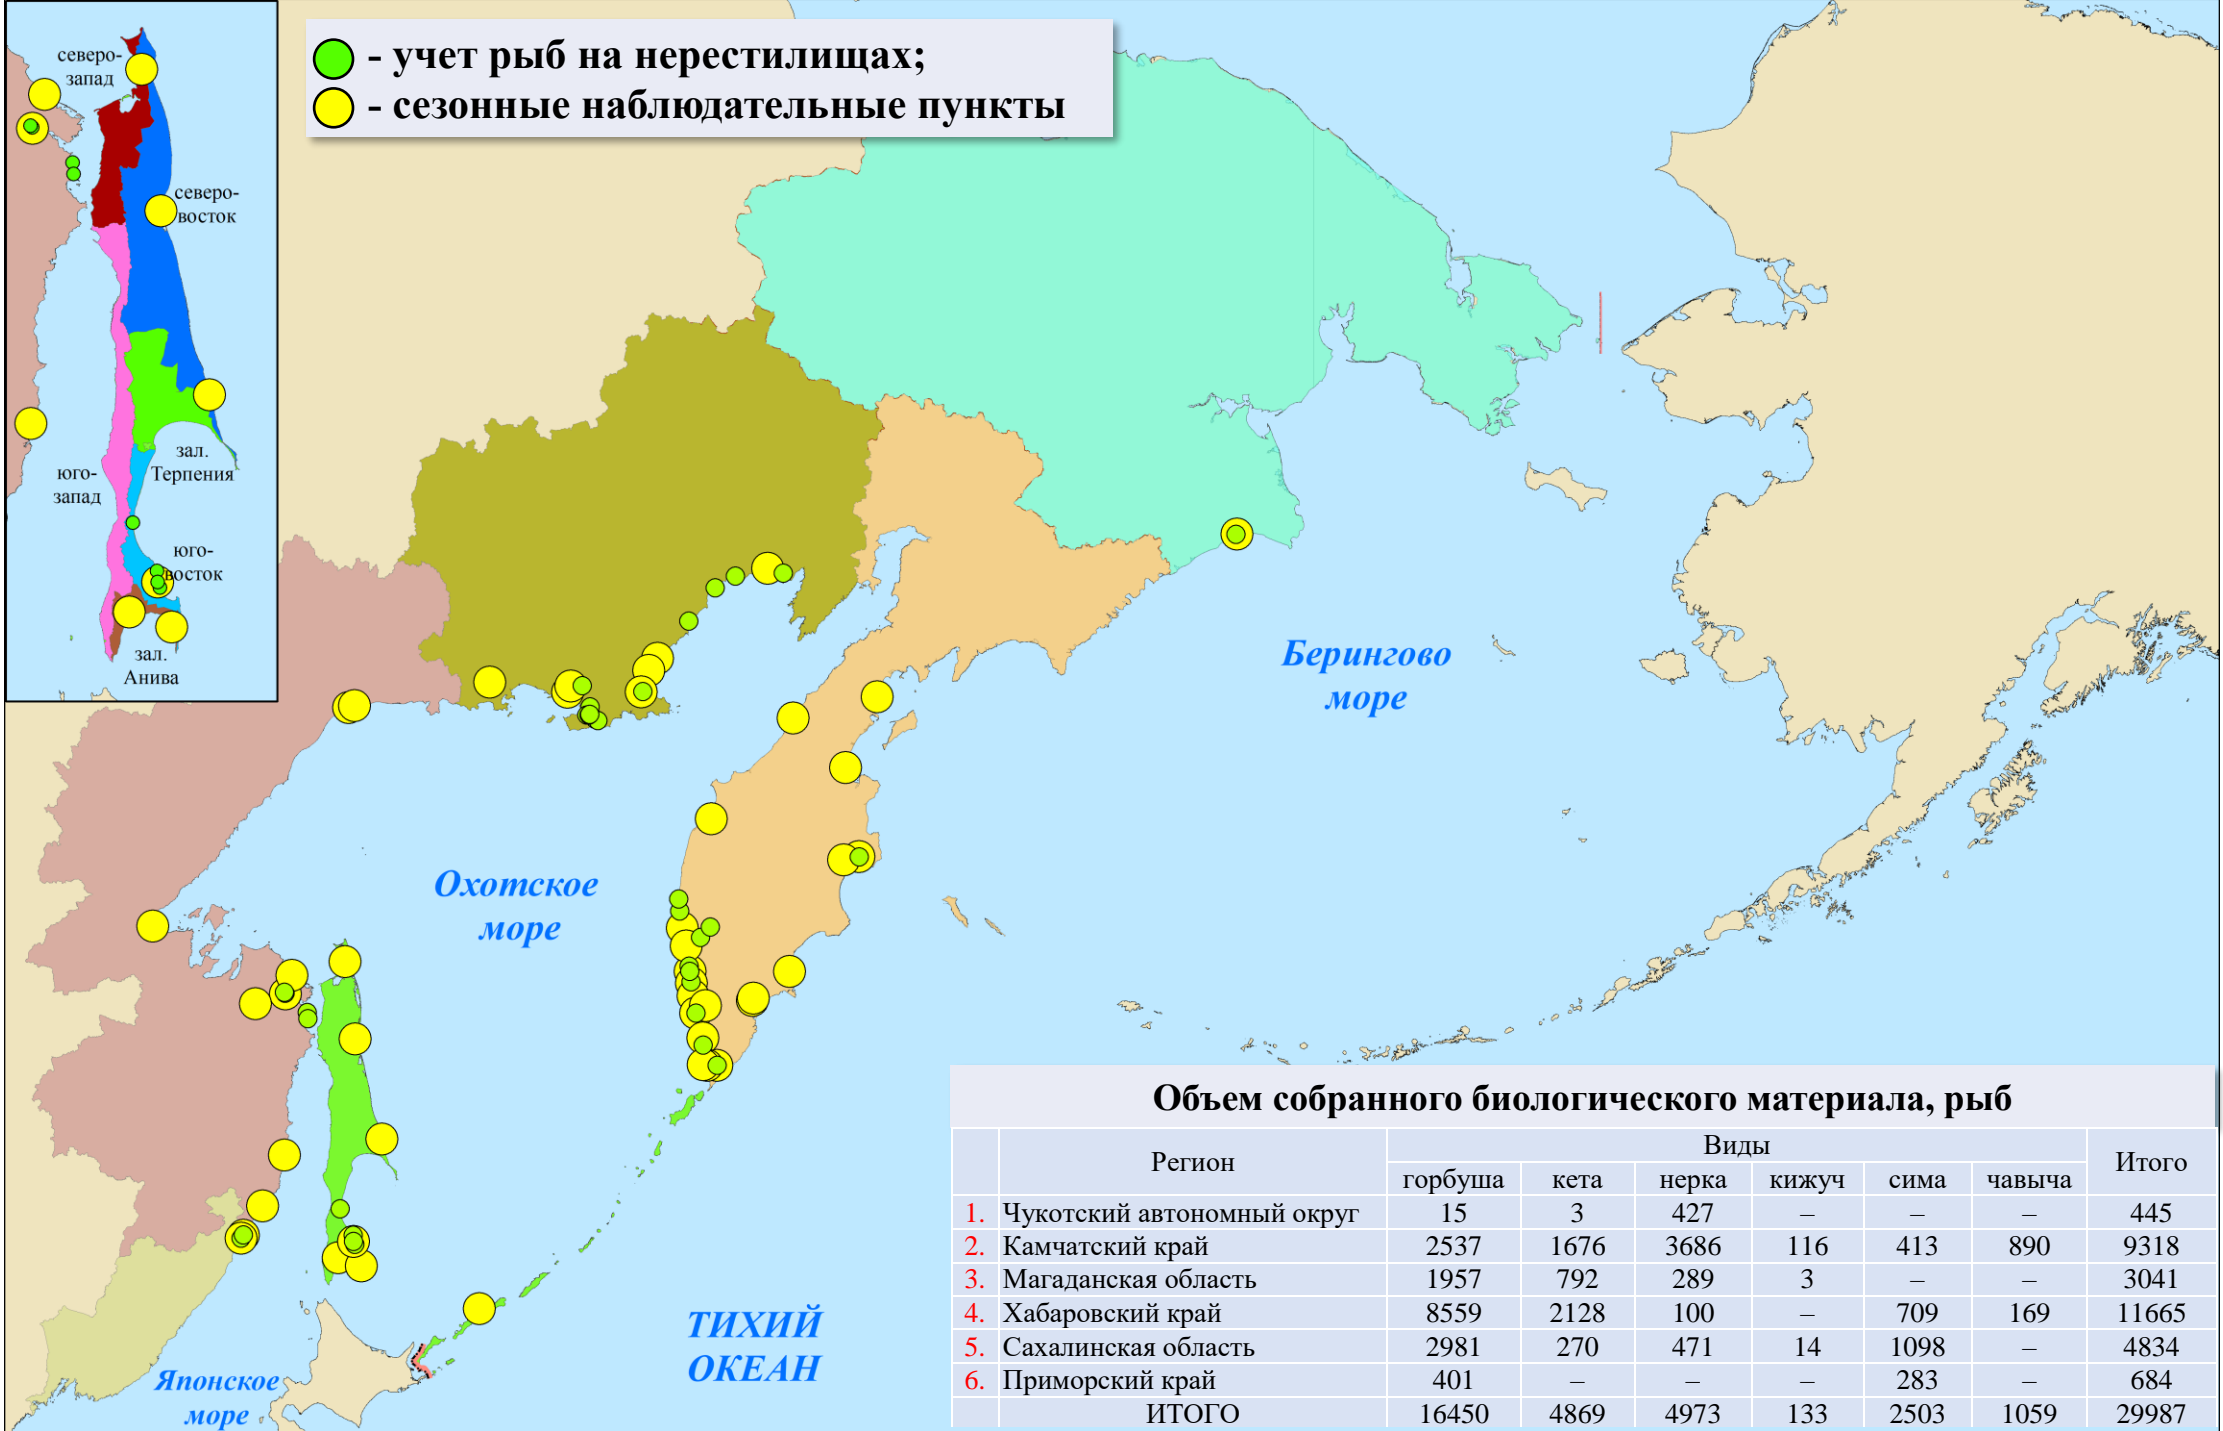 - учет рыб на нерестилищах;
- сезонные наблюдательные пункты
северо-
запад
северо-
восток
зал.
Терпения
юго-
запад
юго-
восток
зал.
Анива
Берингово
море
Охотское
море
ТИХИЙ
ОКЕАН
Японское
море
Объем собранного биологического материала, рыб
Регион Виды Итого
горбуша кета нерка кижуч сима чавыча
1. Чукотский автономный округ 15 3 427 – – – 445
2. Камчатский край 2537 1676 3686 116 413 890 9318
3. Магаданская область 1957 792 289 3 – – 3041
4. Хабаровский край 8559 2128 100 – 709 169 11665
5. Сахалинская область 2981 270 471 14 1098 – 4834
6. Приморский край 401 – – – 283 – 684
ИТОГО 16450 4869 4973 133 2503 1059 29987